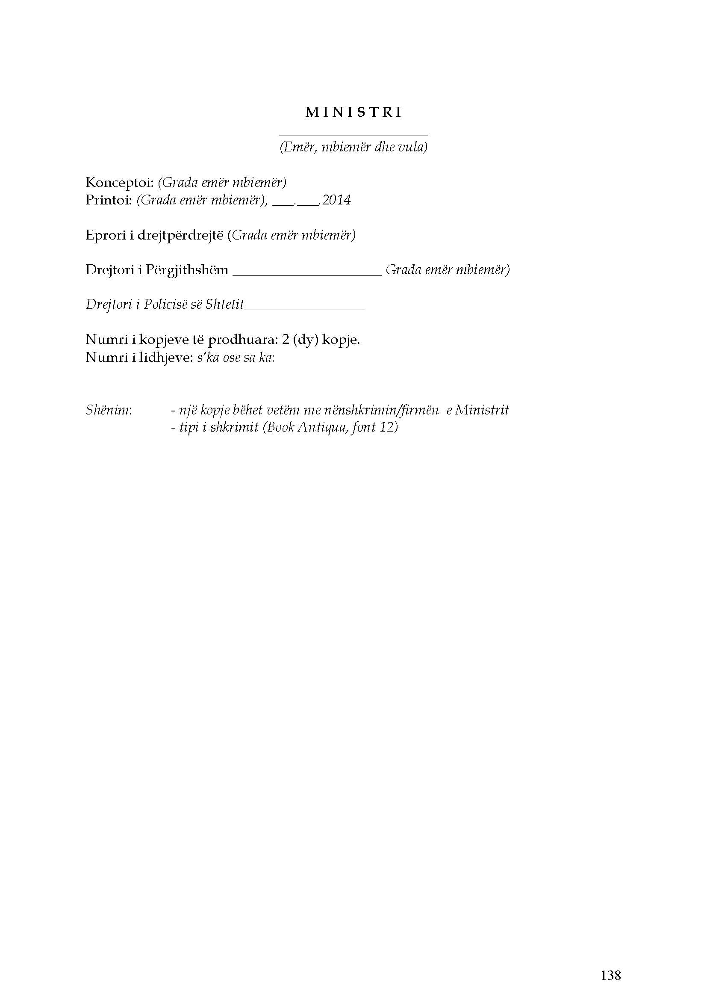 M I N I S T R I
_____________________
(Emër, mbiemër dhe vula)
Konceptoi: (Grada emër mbiemër)
Printoi: (Grada emër mbiemër), ___.___.2014
Eprori i drejtpërdrejtë (Grada emër mbiemër)
Drejtori i Përgjithshëm _____________________ Grada emër mbiemër)
Drejtori i Policisë së Shtetit_________________
Numri i kopjeve të prodhuara: 2 (dy) kopje.
Numri i lidhjeve: s’ka ose sa ka:
Shënim: - një kopje bëhet vetëm me nënshkrimin/firmën e Ministrit
- tipi i shkrimit (Book Antiqua, font 12)
138